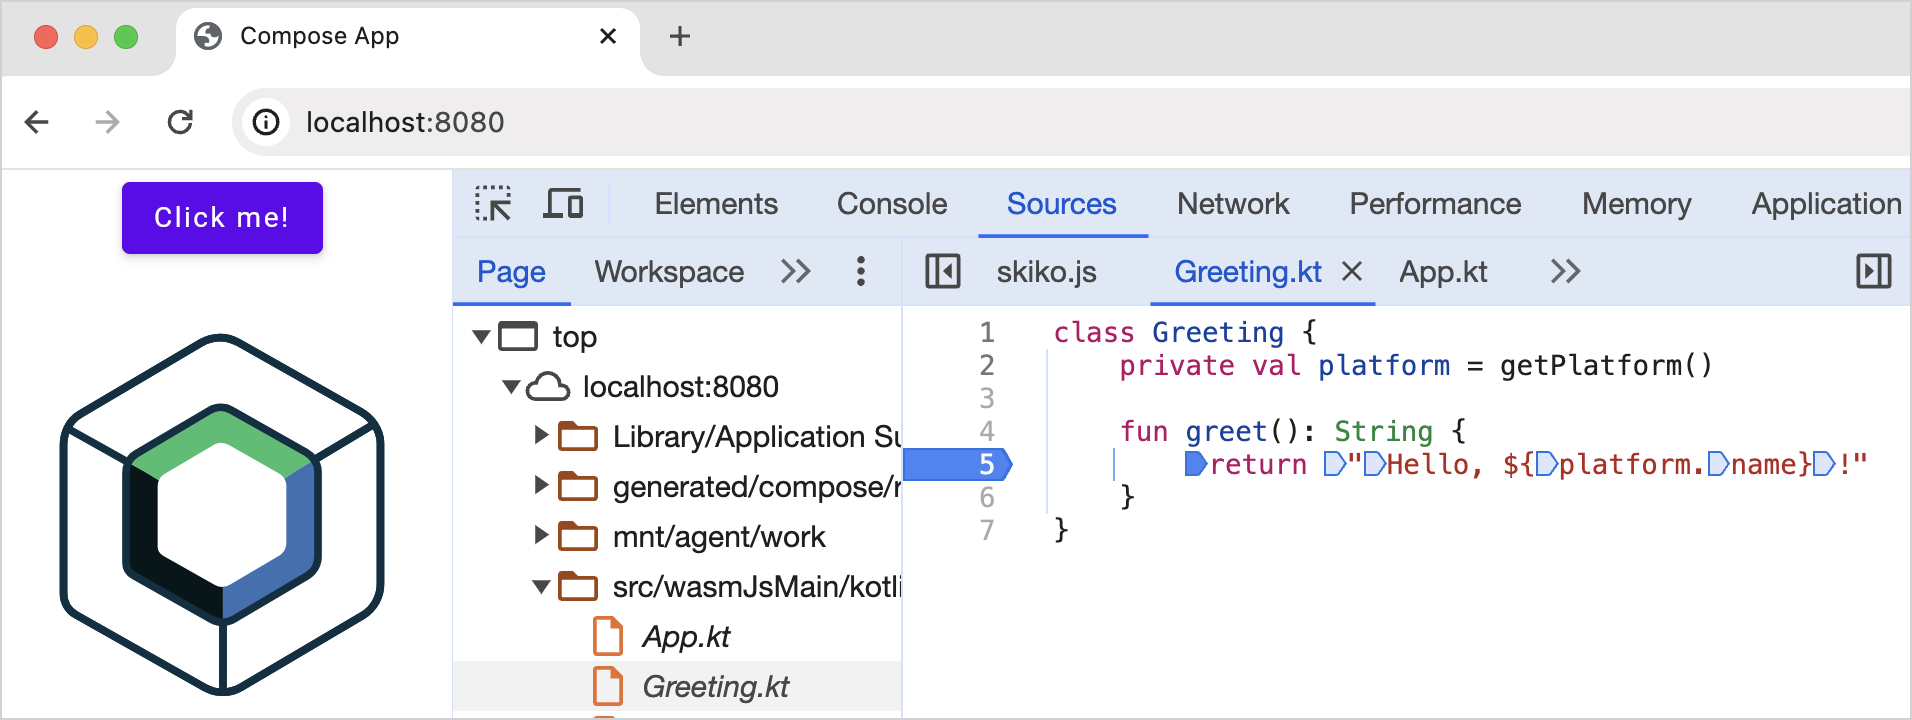 Compose App
localhost:8080
Click me!
Elements Console Sources Network Performance Memory Application
Page Workspace
skiko.js Greeting.kt App.kt
top
localhost:8080
Library/Application Su
generated/compose/r
mnt/agent/work
src/wasmJsMain/kotli
App.kt
Greeting.kt
1 class Greeting {
2 private val platform = getPlatform()
3
4 fun greet(): String {
5 return "Hello, ${platform.name}!"
6 }
7 }